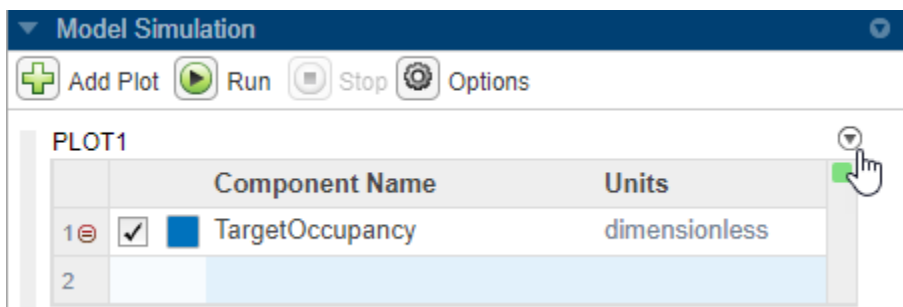 Model Simulation
Add Plot Run Stop Options
PLOT1
Component Name Units
1 TargetOccupancy dimensionless
2